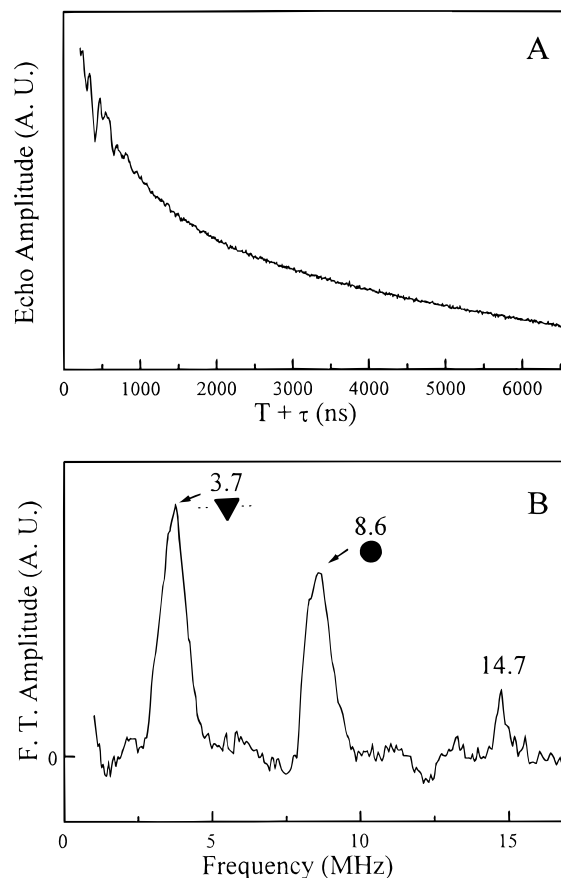 A
Echo Amplitude (A. U.)
0 1000 2000 3000 4000 5000 6000
T + τ (ns)
B
3.7
8.6
14.7
F. T. Amplitude (A. U.)
0
0 5 10 15
Frequency (MHz)